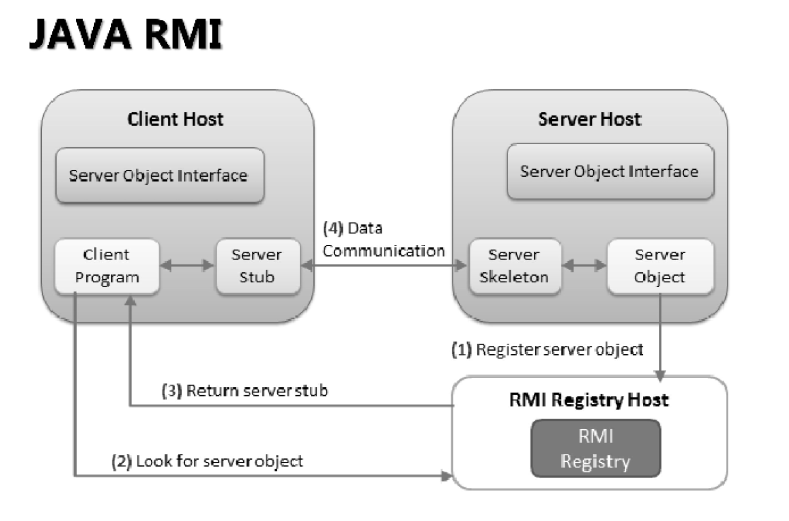 JAVA RMI
Client Host
Server Object Interface
Client
Program
Server
Stub
(4) Data
Communication
Server Host
Server Object Interface
Server
Skeleton
Server
Object
(1) Register server object
(3) Return server stub
(2) Look for server object
RMI Registry Host
RMI
Registry